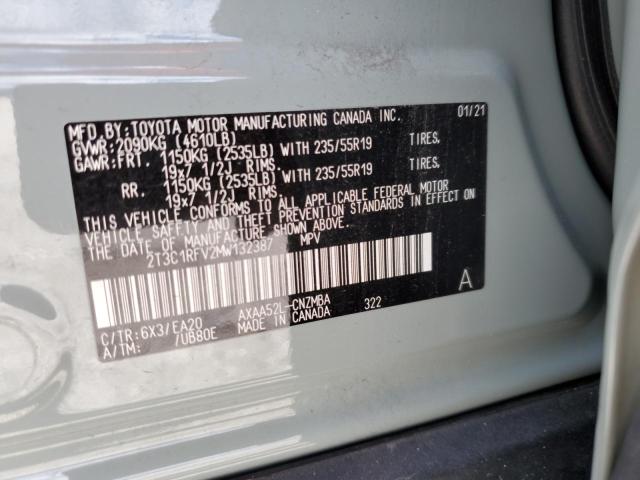 MFD. BY: TOYOTA MOTOR MANUFACTURING CANADA INC. 01/21
GVWR: 2090KG (4610LB)
GAWR: FRT. 1150KG (2535LB) WITH 235/55R19 TIRES.
19x7 1/2J RIMS.
RR. 1150KG (2535LB) WITH 235/55R19 TIRES.
19x7 1/2J RIMS.
THIS VEHICLE CONFORMS TO ALL APPLICABLE FEDERAL MOTOR
VEHICLE SAFETY AND THEFT PREVENTION STANDARDS IN EFFECT ON
THE DATE OF MANUFACTURE SHOWN ABOVE.
2T3C1RFV2MW132387 MPV
A
C/TR: 6X3/EA20 AXAA52L-CNZMBA 322
A/TM: /UB80E MADE IN CANADA